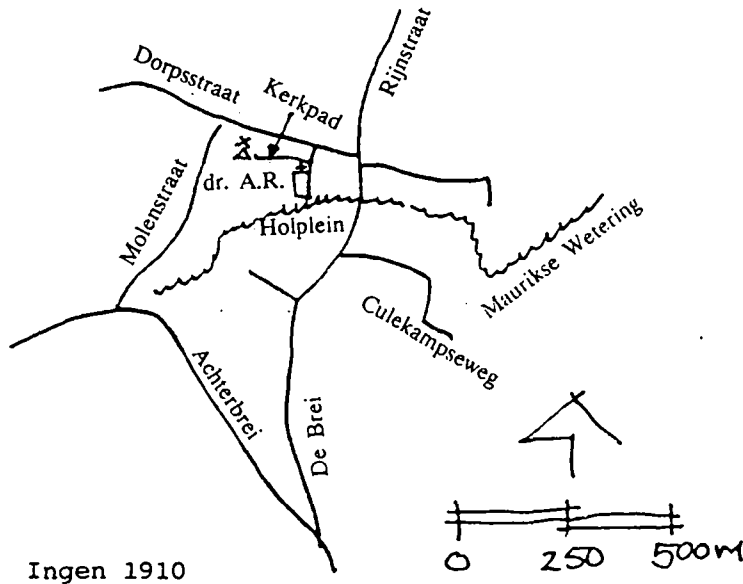 Rijnstraat
Dorpsstraat
Kerkpad
dr. A.R.
Molenstraat
Holplein
Maurikse Wetering
Culekampseweg
Achterbrei
De Brei
0 250 500m
Ingen 1910